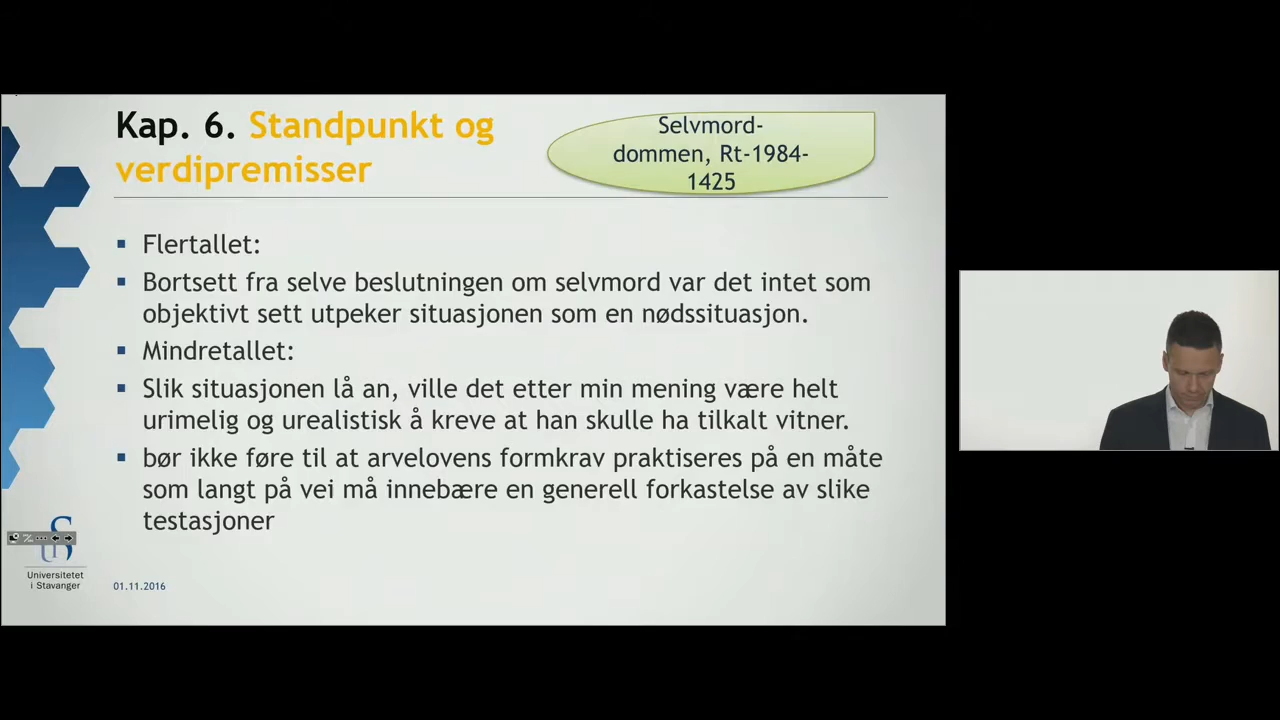 Kap. 6. Standpunkt og
verdipremisser
Selvmord-
dommen, Rt-1984-
1425
Flertallet:
Bortsett fra selve beslutningen om selvmord var det intet som
objektivt sett utpeker situasjonen som en nødssituasjon.
Mindretallet:
Slik situasjonen lå an, ville det etter min mening være helt
urimelig og urealistisk å kreve at han skulle ha tilkalt vitner.
bør ikke føre til at arvelovens formkrav praktiseres på en måte
som langt på vei må innebære en generell forkastelse av slike
testasjoner
Universitetet
i Stavanger
01.11.2016